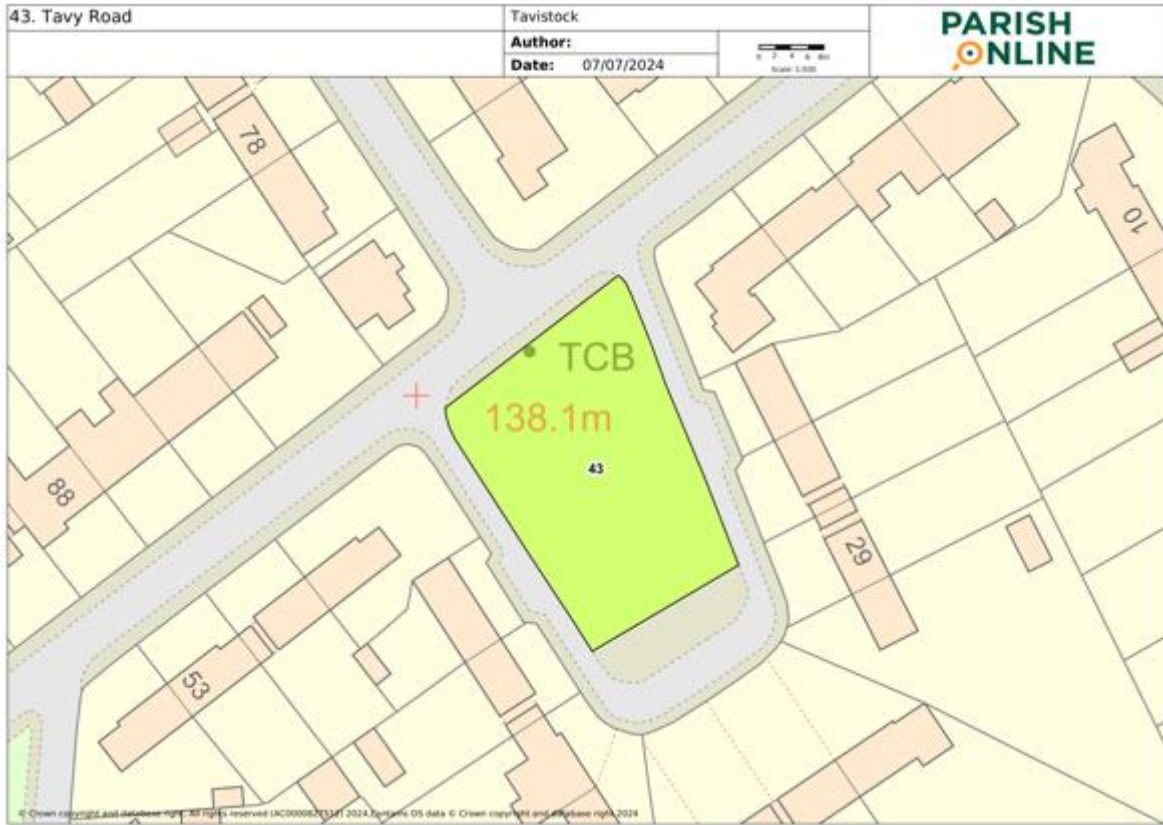 43. Tavy Road
Tavistock
Author:
Date: 07/07/2024
PARISH
ONLINE
78
10
TCB
138.1m
43
88
29
53